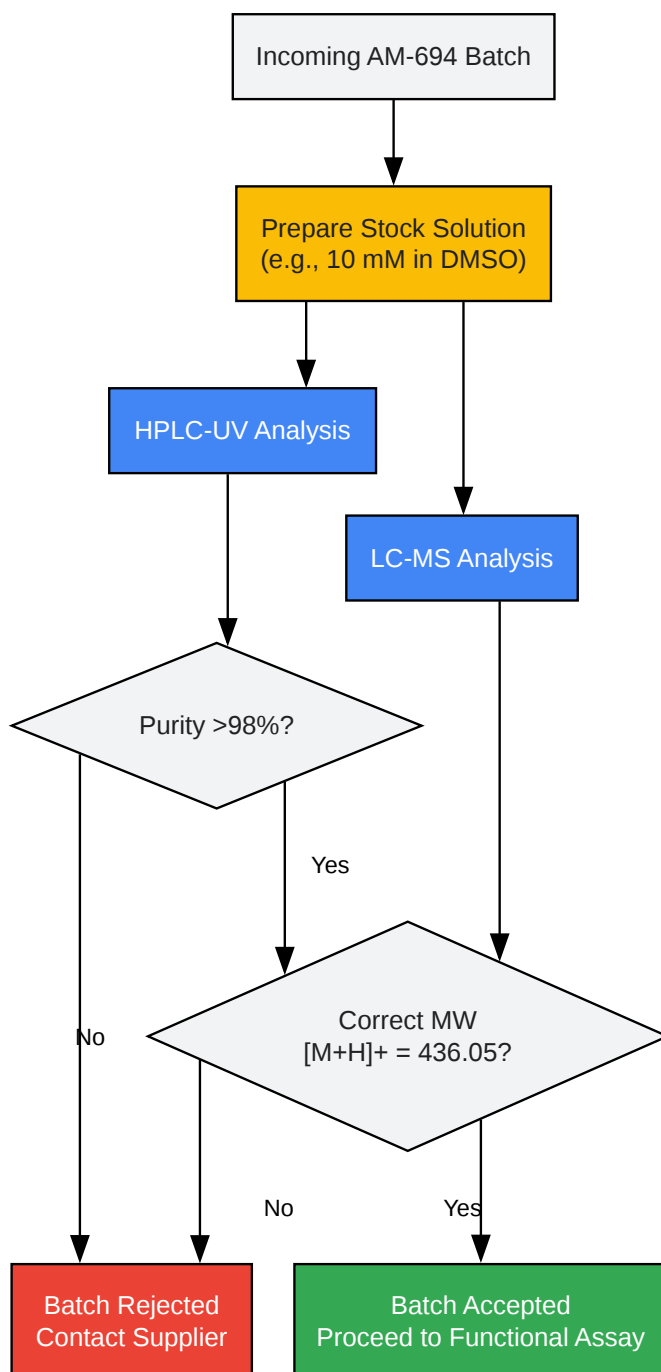 Incoming AM-694 Batch
Prepare Stock Solution
(e.g., 10 mM in DMSO)
HPLC-UV Analysis
LC-MS Analysis
Purity >98%?
Yes
Correct MW
[M+H]+ = 436.05?
No
No
Yes
Batch Rejected
Contact Supplier
Batch Accepted
Proceed to Functional Assay